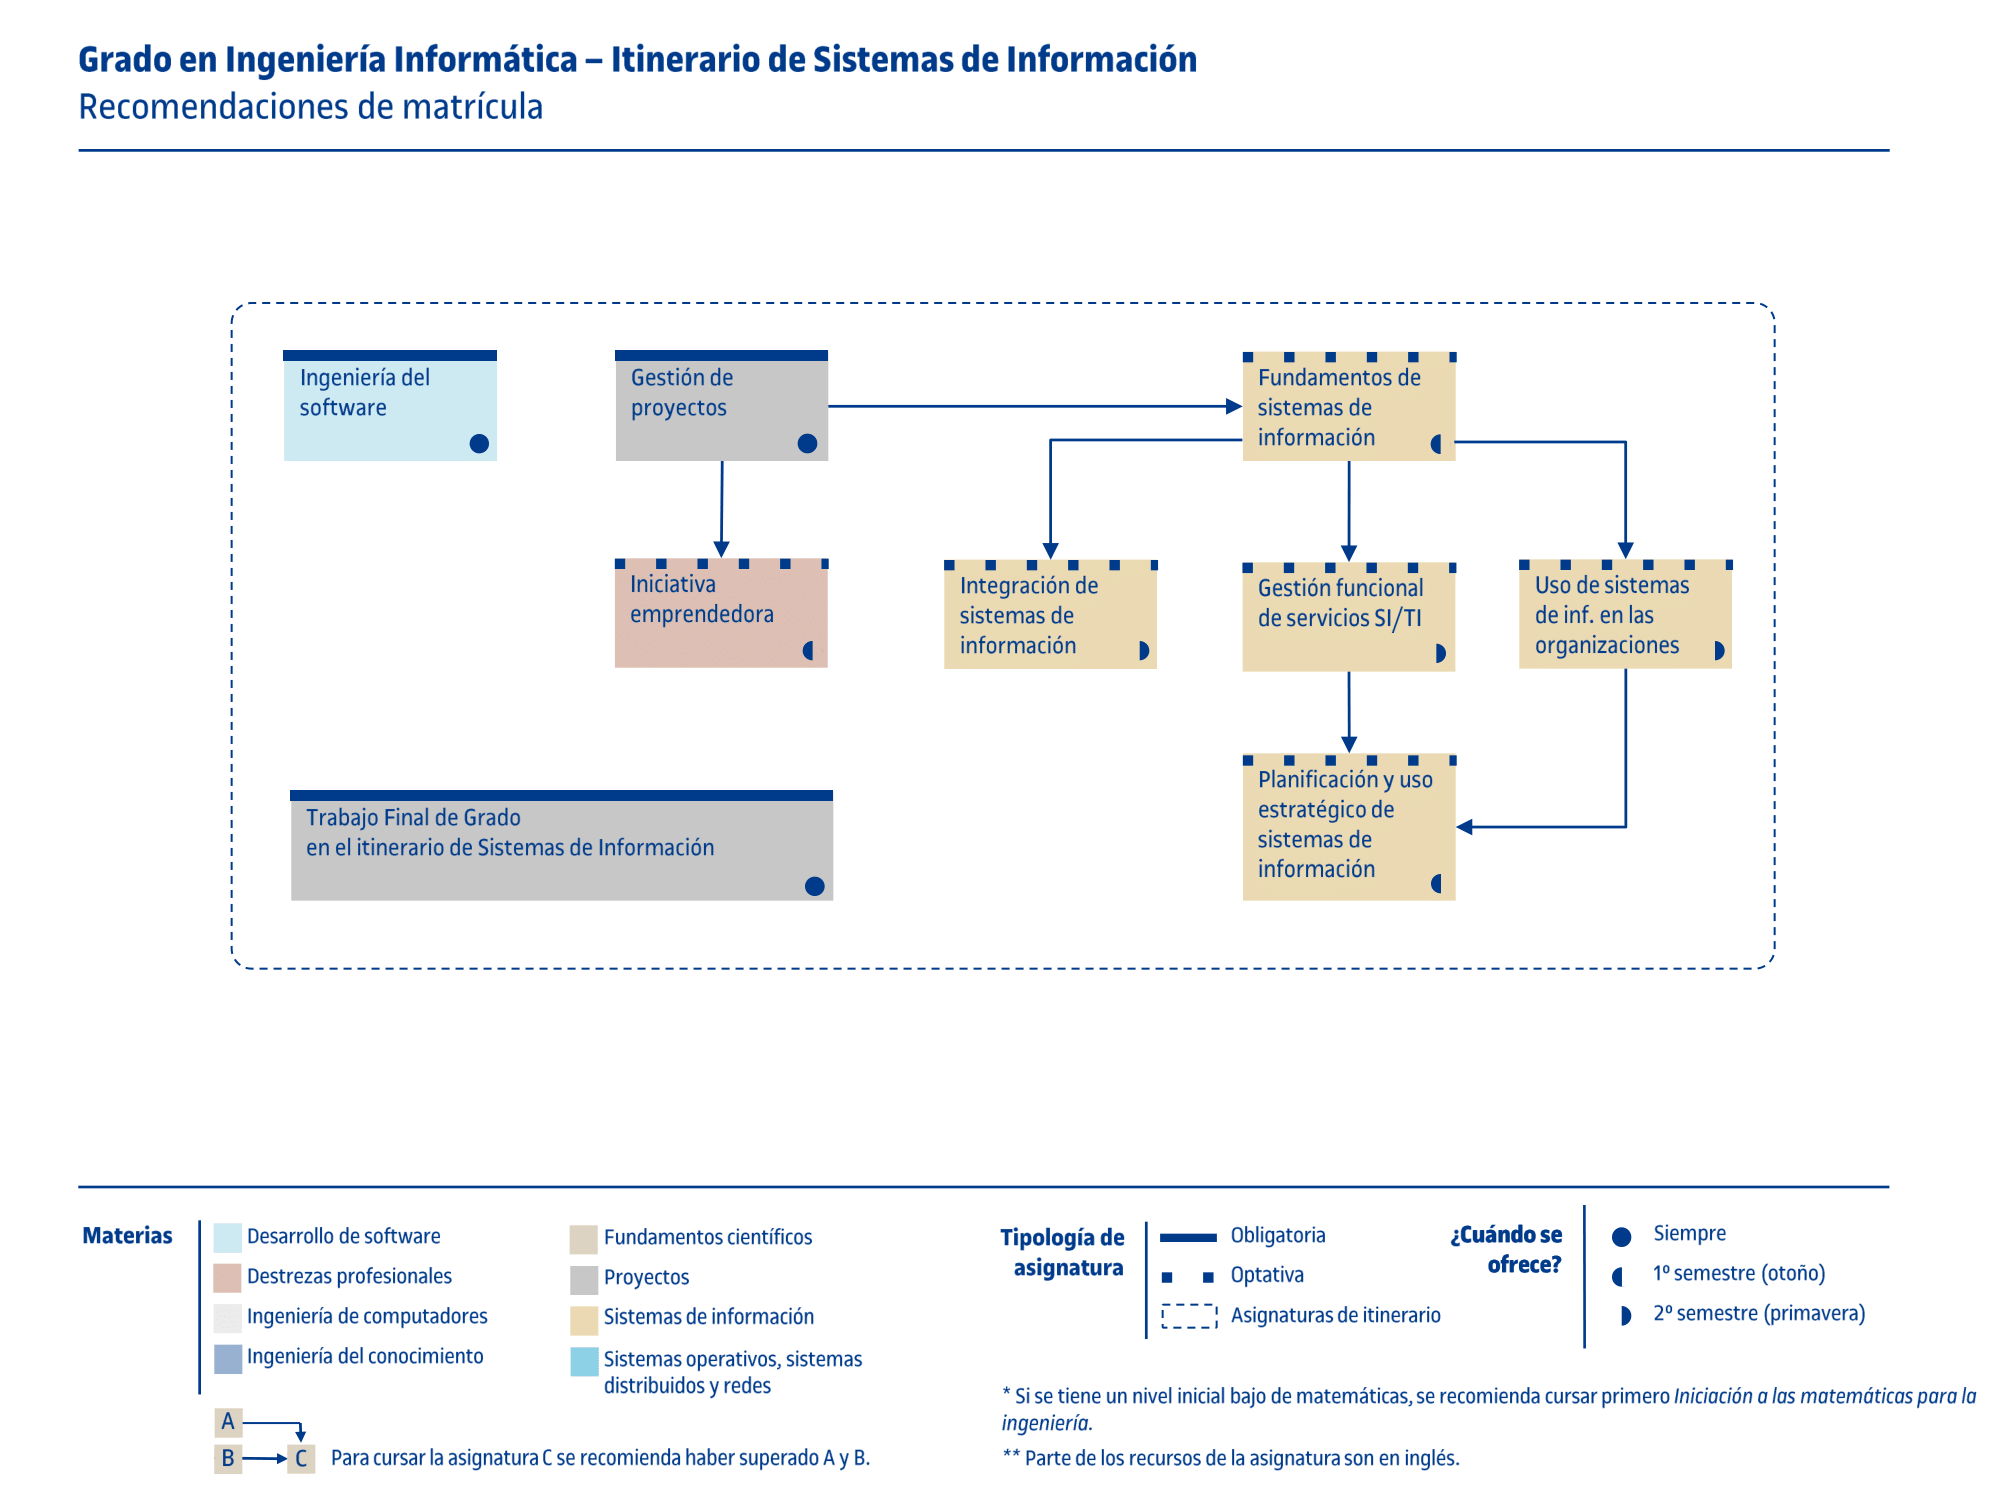 Grado en Ingeniería Informática – Itinerario de Sistemas de Información
Recomendaciones de matrícula
Ingeniería del
software
Gestión de
proyectos
Fundamentos de
sistemas de
información
Iniciativa
emprendedora
Integración de
sistemas de
información
Gestión funcional
de servicios SI/TI
Uso de sistemas
de inf. en las
organizaciones
Trabajo Final de Grado
en el itinerario de Sistemas de Información
Planificación y uso
estratégico de
sistemas de
información
Materias
Desarrollo de software
Destrezas profesionales
Ingeniería de computadores
Ingeniería del conocimiento
Fundamentos científicos
Proyectos
Sistemas de información
Sistemas operativos, sistemas
distribuidos y redes
A
B
C
Para cursar la asignatura C se recomienda haber superado A y B.
Tipología de
asignatura
Obligatoria
Optativa
Asignaturas de itinerario
¿Cuándo se
ofrece?
Siempre
1º semestre (otoño)
2º semestre (primavera)
* Si se tiene un nivel inicial bajo de matemáticas, se recomienda cursar primero Iniciación a las matemáticas para la
ingeniería.
** Parte de los recursos de la asignatura son en inglés.